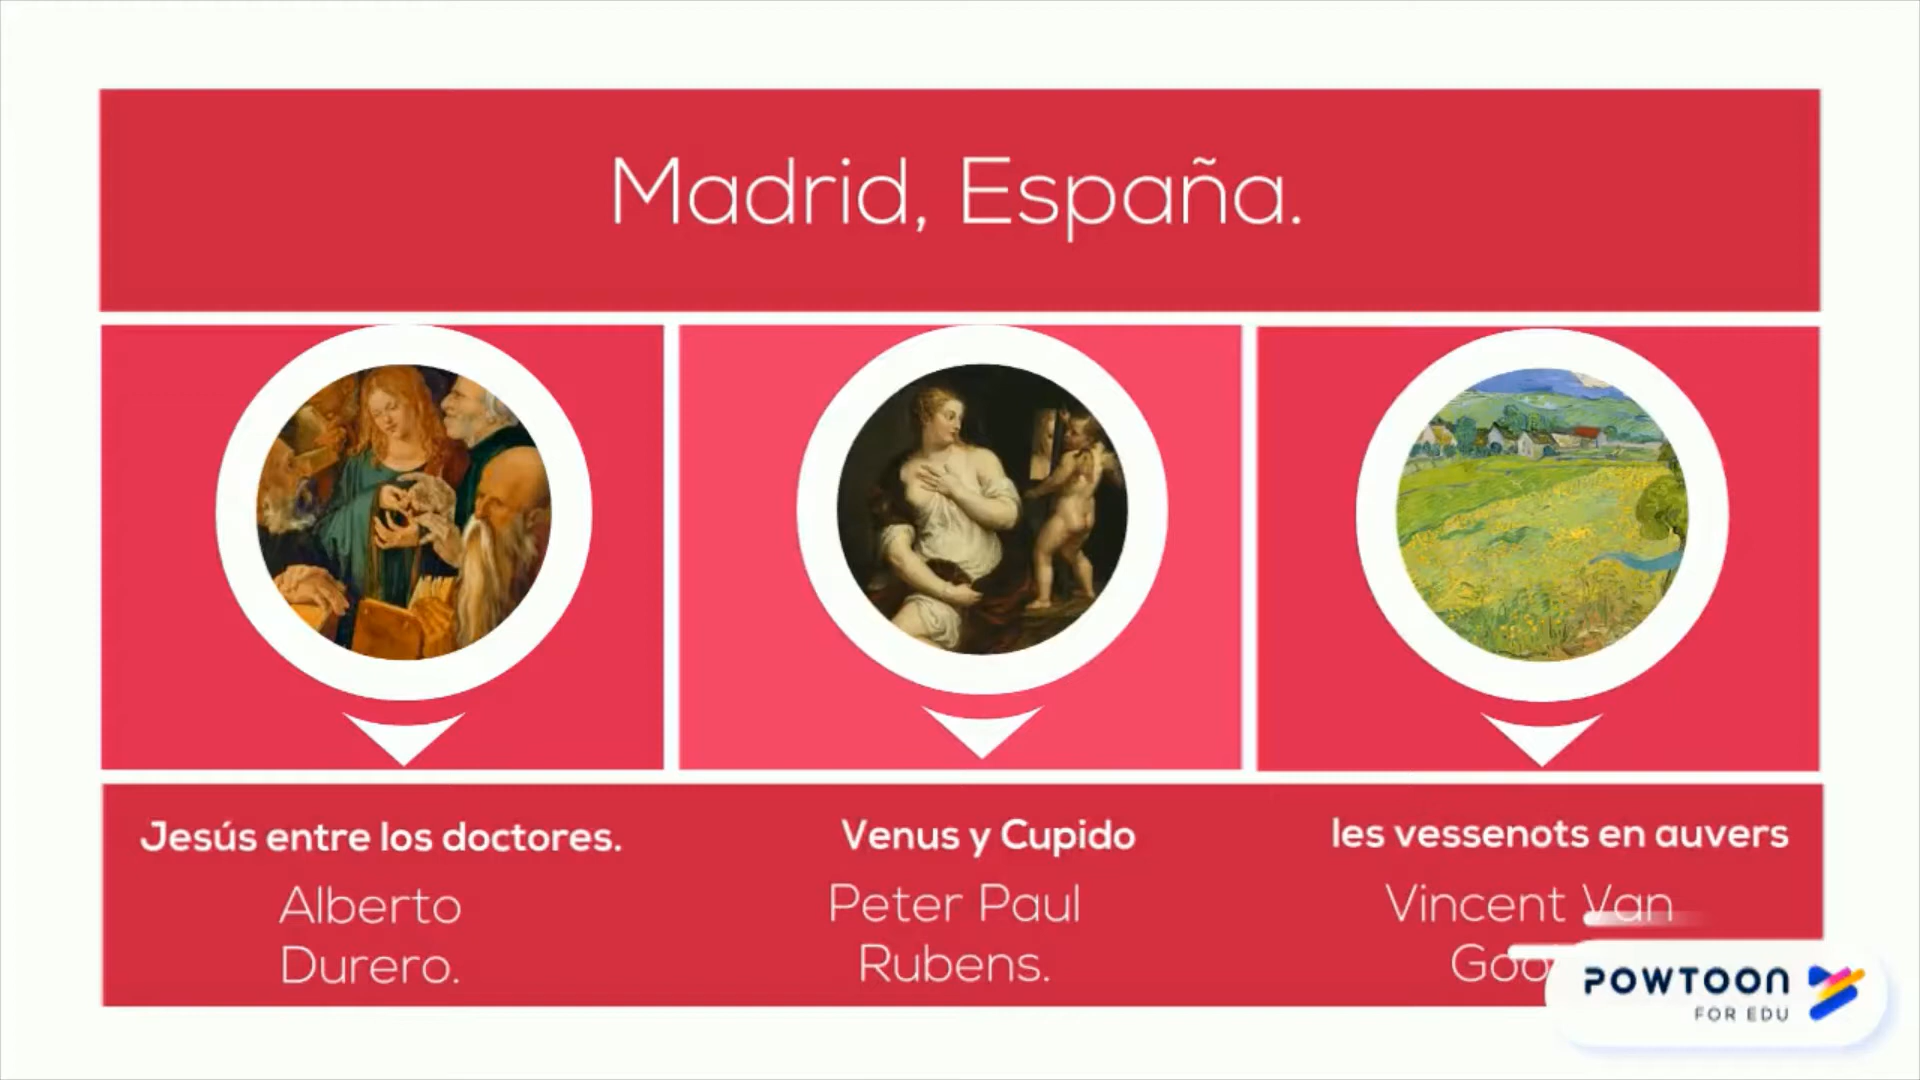 Madrid, España.
Jesús entre los doctores.
Alberto
Durero.
Venus y Cupido
Peter Paul
Rubens.
les vessenots en auvers
Vincent Van
POWTOON
FOR EDU